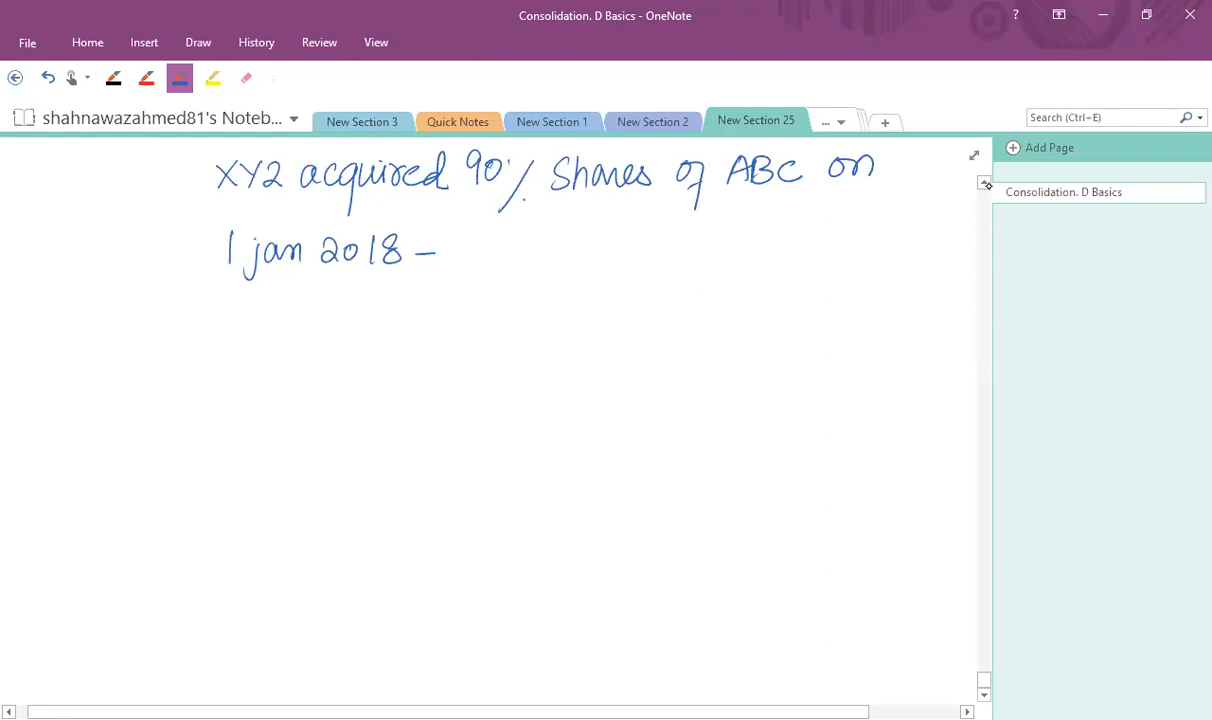 Consolidation. D Basics - OneNote
?
File Home Insert Draw History Review View
shahnawazahmed81's Noteb...
New Section 3 Quick Notes New Section 1 New Section 2 New Section 25 ...
Search (Ctrl+E)
XYZ acquired 90% Shares of ABC on
1 jan 2018 –
Add Page
Consolidation. D Basics